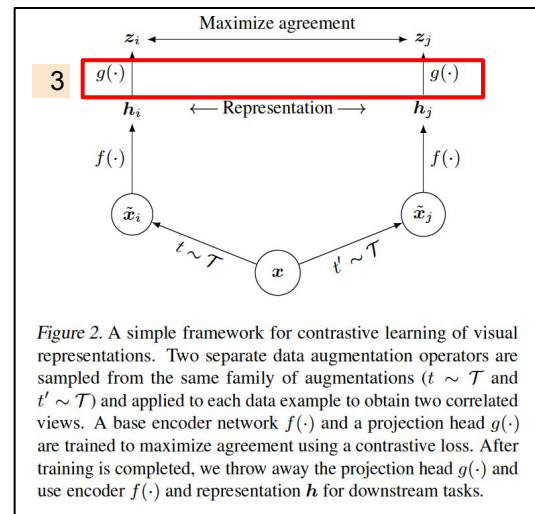 Maximize agreement
z_i z_j
3 g(·) g(·)
h_i ← Representation → h_j
f(·) f(·)
x̃_i x̃_j
t ∼ 𝒯 t′ ∼ 𝒯
x
Figure 2. A simple framework for contrastive learning of visual
representations. Two separate data augmentation operators are
sampled from the same family of augmentations (t ∼ 𝒯 and
t′ ∼ 𝒯) and applied to each data example to obtain two correlated
views. A base encoder network f(·) and a projection head g(·)
are trained to maximize agreement using a contrastive loss. After
training is completed, we throw away the projection head g(·) and
use encoder f(·) and representation h for downstream tasks.